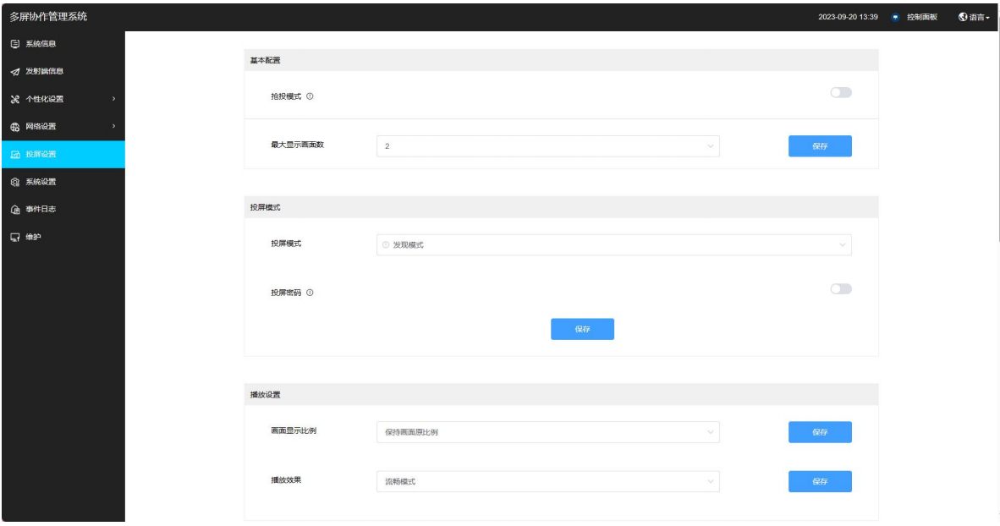 多屏协作管理系统
2023-09-20 13:39 控制面板 语言
系统信息
发射端信息
个性化设置
网络设置
投屏设置
系统设置
事件日志
维护
基本配置
抢投模式
最大显示画面数 2 保存
投屏模式
投屏模式 发现模式
投屏密码
保存
播放设置
画面显示比例 保持画面原比例 保存
播放效果 流畅模式 保存